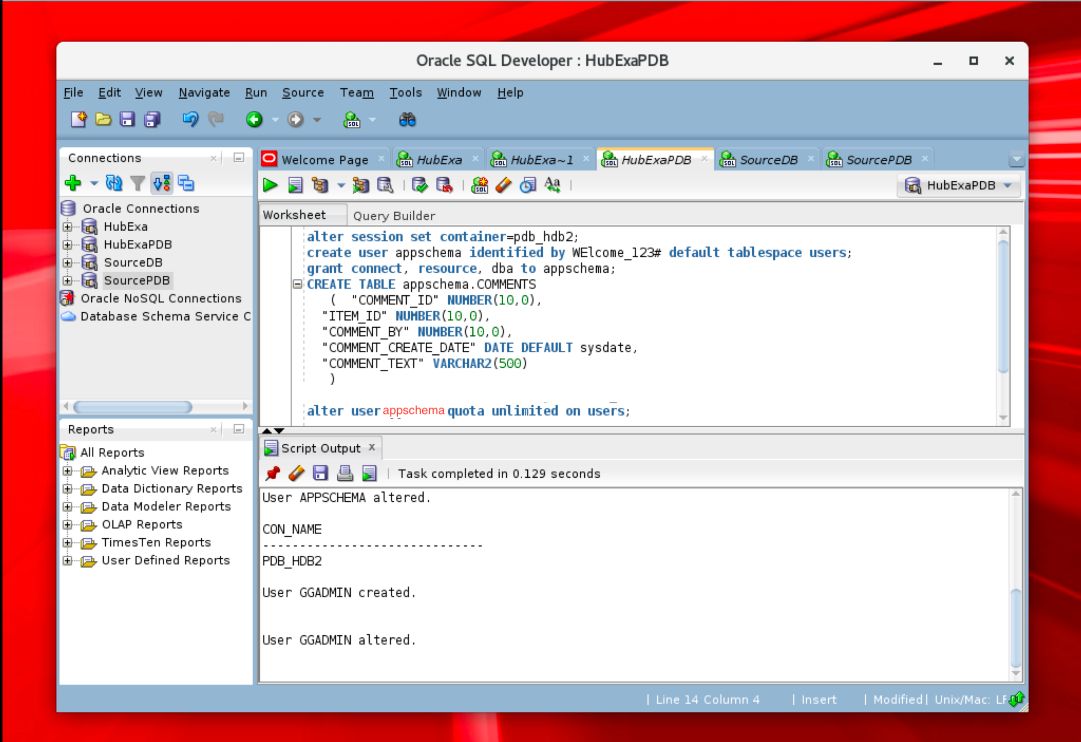 Oracle SQL Developer : HubExaPDB
File Edit View Navigate Run Source Team Tools Window Help
Connections
Welcome Page HubExa HubExa~1 HubExaPDB SourceDB SourcePDB
HubExaPDB
Oracle Connections
HubExa
HubExaPDB
SourceDB
SourcePDB
Oracle NoSQL Connections
Database Schema Service C
Worksheet Query Builder
alter session set container=pdb_hdb2;
create user appschema identified by WElcome_123# default tablespace users;
grant connect, resource, dba to appschema;
CREATE TABLE appschema.COMMENTS
( "COMMENT_ID" NUMBER(10,0),
"ITEM_ID" NUMBER(10,0),
"COMMENT_BY" NUMBER(10,0),
"COMMENT_CREATE_DATE" DATE DEFAULT sysdate,
"COMMENT_TEXT" VARCHAR2(500)
)
alter user appschema quota unlimited on users;
Reports
All Reports
Analytic View Reports
Data Dictionary Reports
Data Modeler Reports
OLAP Reports
TimesTen Reports
User Defined Reports
Script Output x
Task completed in 0.129 seconds
User APPSCHEMA altered.
CON_NAME
------------------------------
PDB_HDB2
User GGADMIN created.
User GGADMIN altered.
| Line 14 Column 4 | Insert | Modified | Unix/Mac: LF